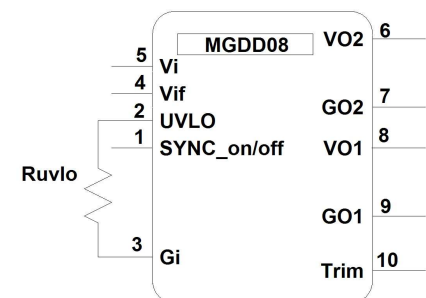 MGDD08
VO2 6
5 Vi
4 Vif
GO2 7
2 UVLO
1 SYNC_on/off
VO1 8
Ruvlo
GO1 9
3 Gi
Trim 10